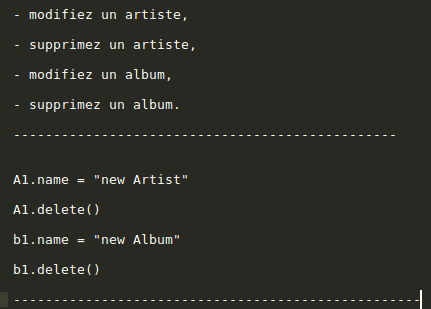 - modifiez un artiste,
- supprimez un artiste,
- modifiez un album,
- supprimez un album.
------------------------------------------------
A1.name = "new Artist"
A1.delete()
b1.name = "new Album"
b1.delete()
---------------------------------------------------